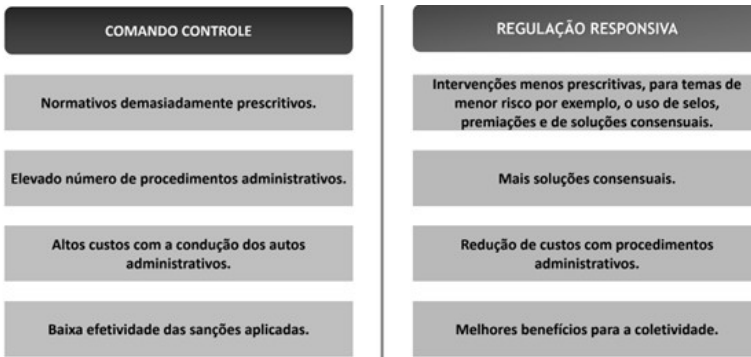 COMANDO CONTROLE
Normativos demasiadamente prescritivos.
Elevado número de procedimentos administrativos.
Altos custos com a condução dos autos
administrativos.
Baixa efetividade das sanções aplicadas.
REGULAÇÃO RESPONSIVA
Intervenções menos prescritivas, para temas de
menor risco por exemplo, o uso de selos,
premiações e de soluções consensuais.
Mais soluções consensuais.
Redução de custos com procedimentos
administrativos.
Melhores benefícios para a coletividade.